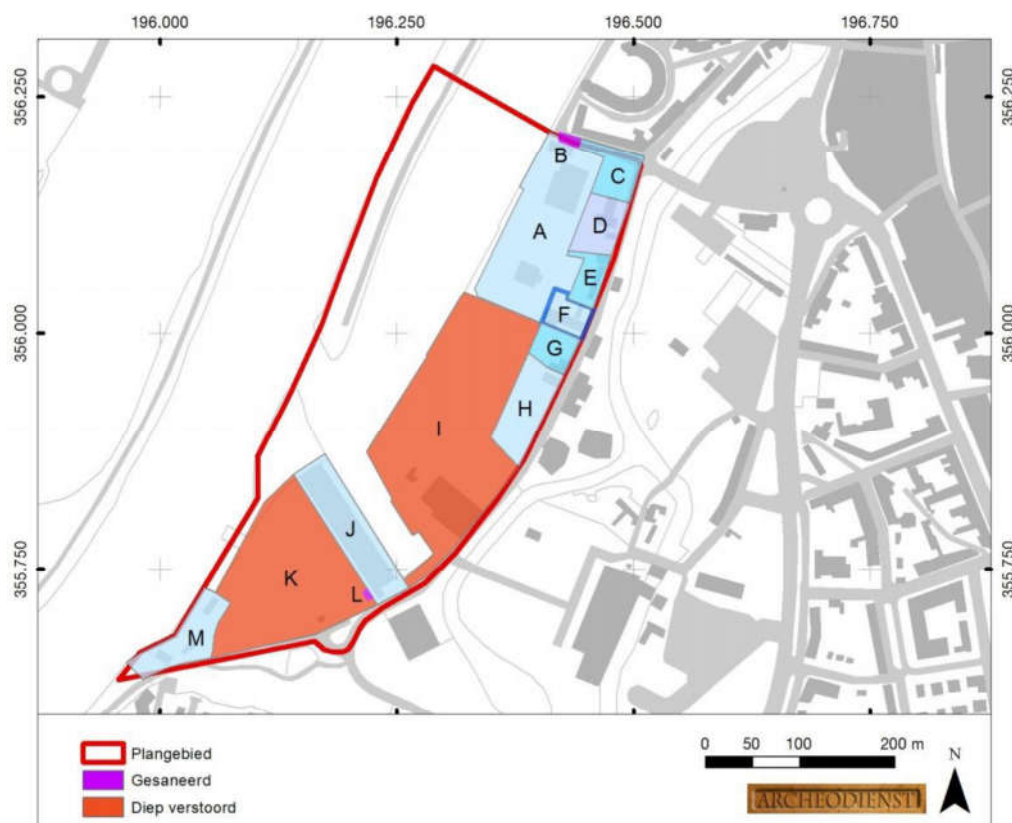 196.000 196.250 196.500 196.750
356.250 356.250
B
C
A
D
E
F
356.000 356.000
G
H
I
J
355.750 355.750
K
L
M
Plangebied
Gesaneerd
Diep verstoord
0 50 100 200 m
N
ARCHEODIENST